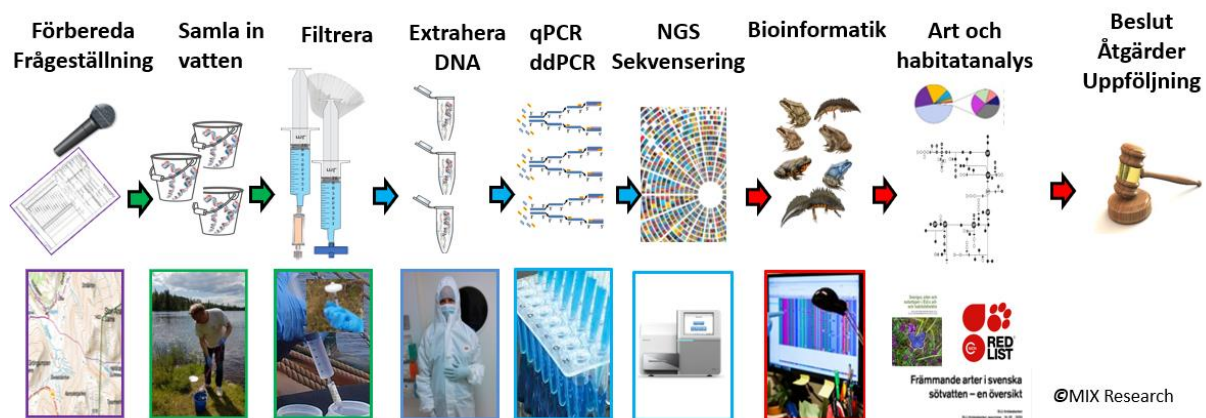 Förbereda
Frågeställning
Samla in
vatten
Filtrera
Extrahera
DNA
qPCR
ddPCR
NGS
Sekvensering
Bioinformatik
Art och
habitatanalys
Beslut
Åtgärder
Uppföljning
RED
LIST
Främmande arter i svenska
sötvatten – en översikt
©MIX Research